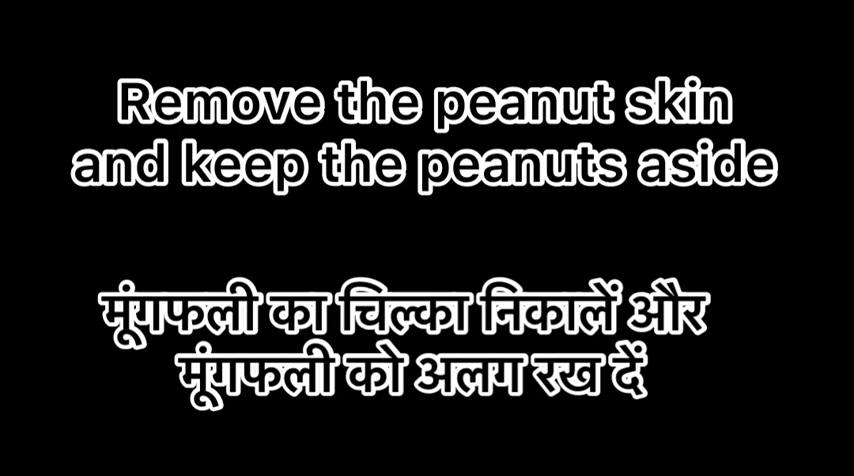 Remove the peanut skin
and keep the peanuts aside
मूंगफली का चिल्का निकालें और
मूंगफली को अलग रख दें